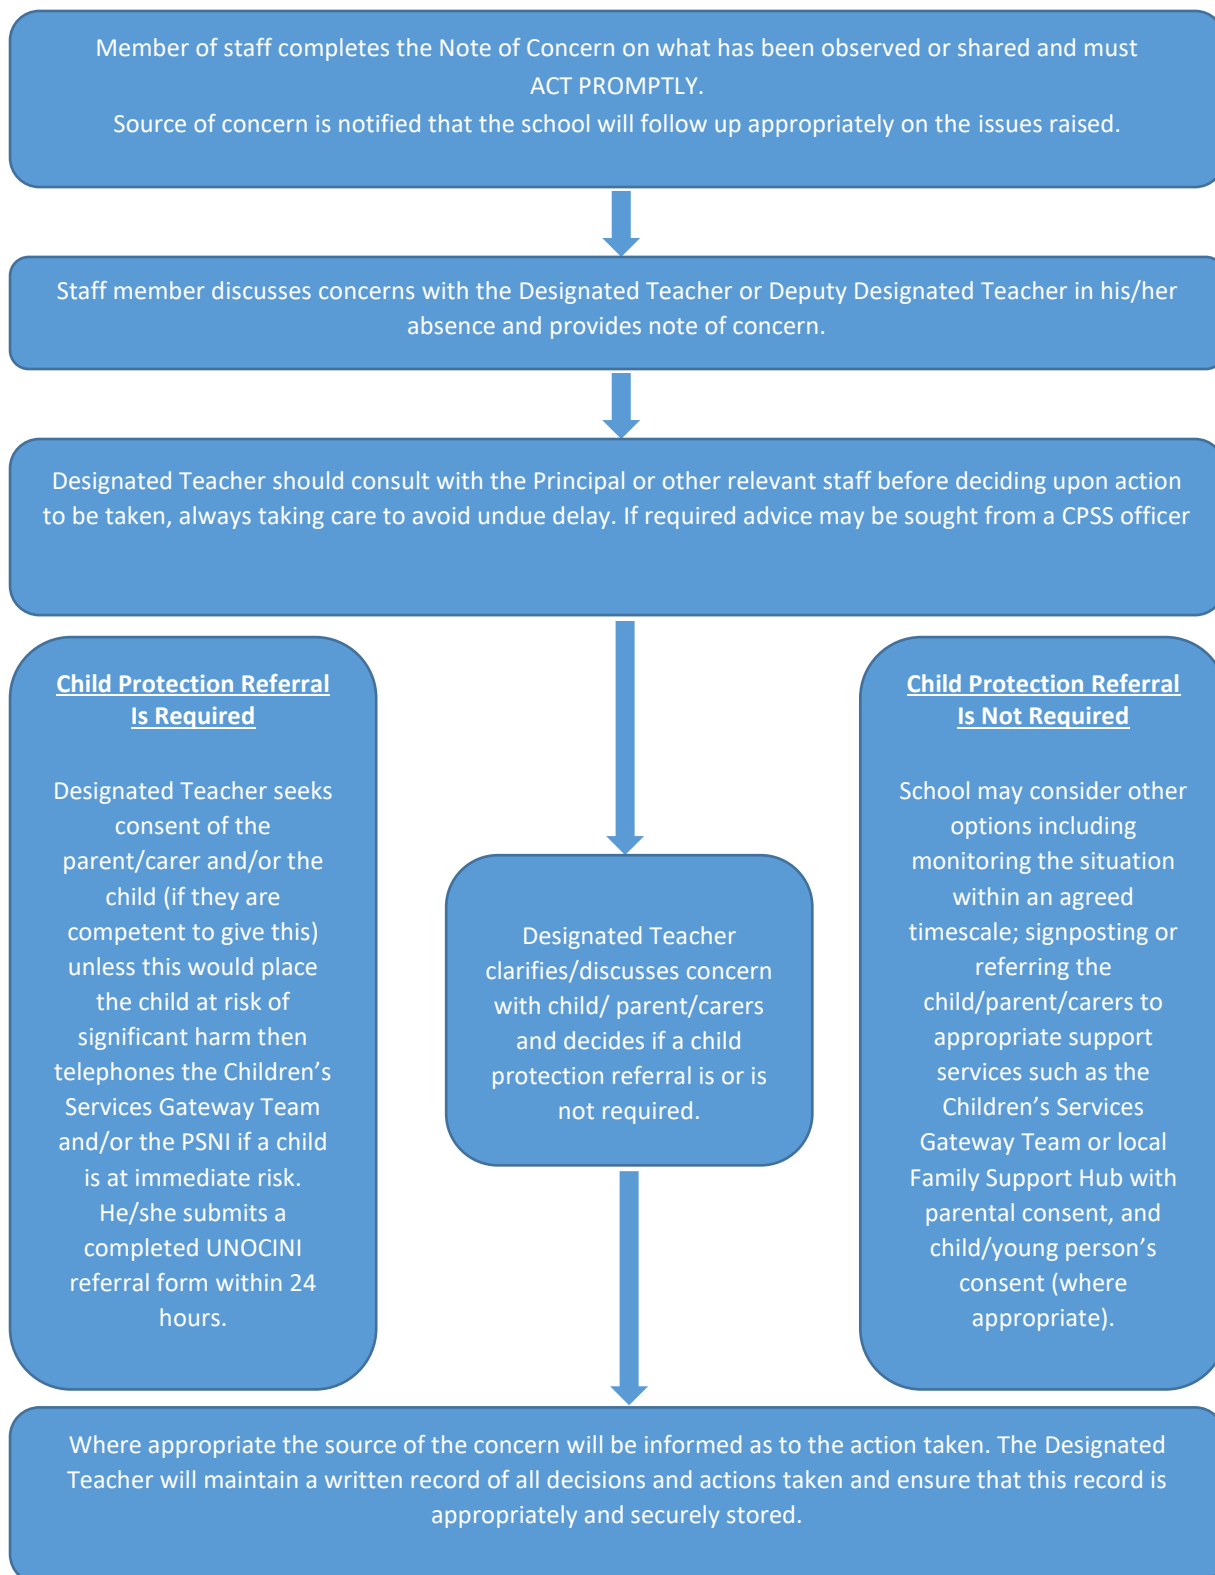 Member of staff completes the Note of Concern on what has been observed or shared and must
ACT PROMPTLY.
Source of concern is notified that the school will follow up appropriately on the issues raised.
Staff member discusses concerns with the Designated Teacher or Deputy Designated Teacher in his/her
absence and provides note of concern.
Designated Teacher should consult with the Principal or other relevant staff before deciding upon action
to be taken, always taking care to avoid undue delay. If required advice may be sought from a CPSS officer
Child Protection Referral
Is Required
Designated Teacher seeks
consent of the
parent/carer and/or the
child (if they are
competent to give this)
unless this would place
the child at risk of
significant harm then
telephones the Children’s
Services Gateway Team
and/or the PSNI if a child
is at immediate risk.
He/she submits a
completed UNOCINI
referral form within 24
hours.
Designated Teacher
clarifies/discusses concern
with child/ parent/carers
and decides if a child
protection referral is or is
not required.
Child Protection Referral
Is Not Required
School may consider other
options including
monitoring the situation
within an agreed
timescale; signposting or
referring the
child/parent/carers to
appropriate support
services such as the
Children’s Services
Gateway Team or local
Family Support Hub with
parental consent, and
child/young person’s
consent (where
appropriate).
Where appropriate the source of the concern will be informed as to the action taken. The Designated
Teacher will maintain a written record of all decisions and actions taken and ensure that this record is
appropriately and securely stored.